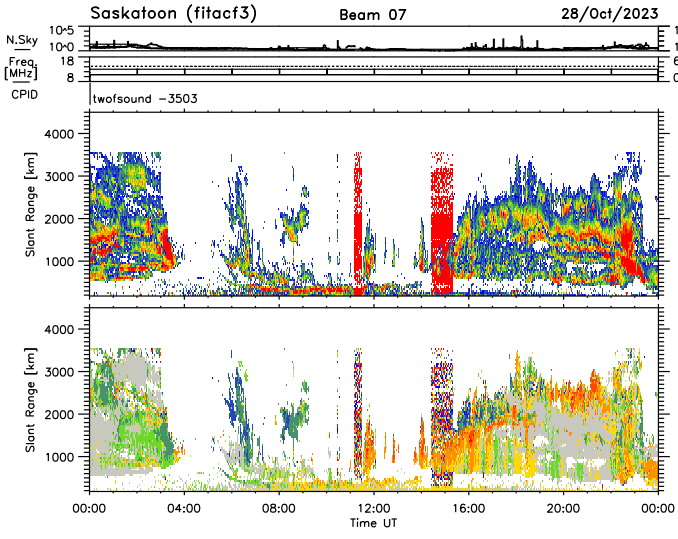 Saskatoon (fitacf3) Beam 07 28/Oct/2023
N.Sky 10^5 10^0 1 1
Freq. [MHz] 18 8 6 0
CPID twofsound -3503
Slant Range [km] 4000 3000 2000 1000
Slant Range [km] 4000 3000 2000 1000
00:00 04:00 08:00 12:00 16:00 20:00 00:00
Time UT